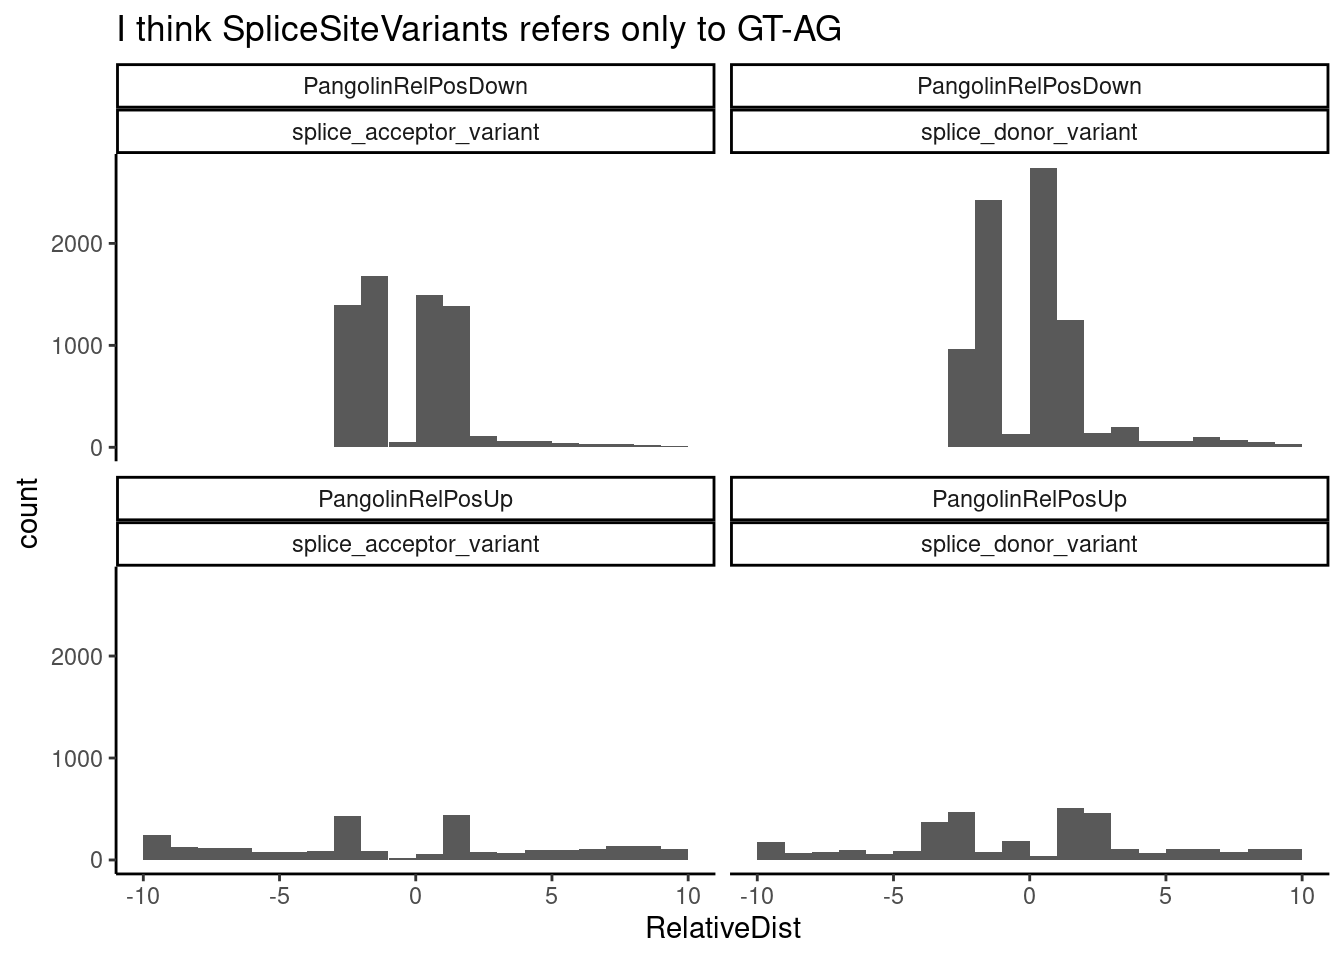 I think SpliceSiteVariants refers only to GT-AG
PangolinRelPosDown
PangolinRelPosDown
splice_acceptor_variant
splice_donor_variant
2000
1000
0
PangolinRelPosUp
PangolinRelPosUp
splice_acceptor_variant
splice_donor_variant
2000
1000
0
count
-10 -5 0 5 10
-10 -5 0 5 10
RelativeDist